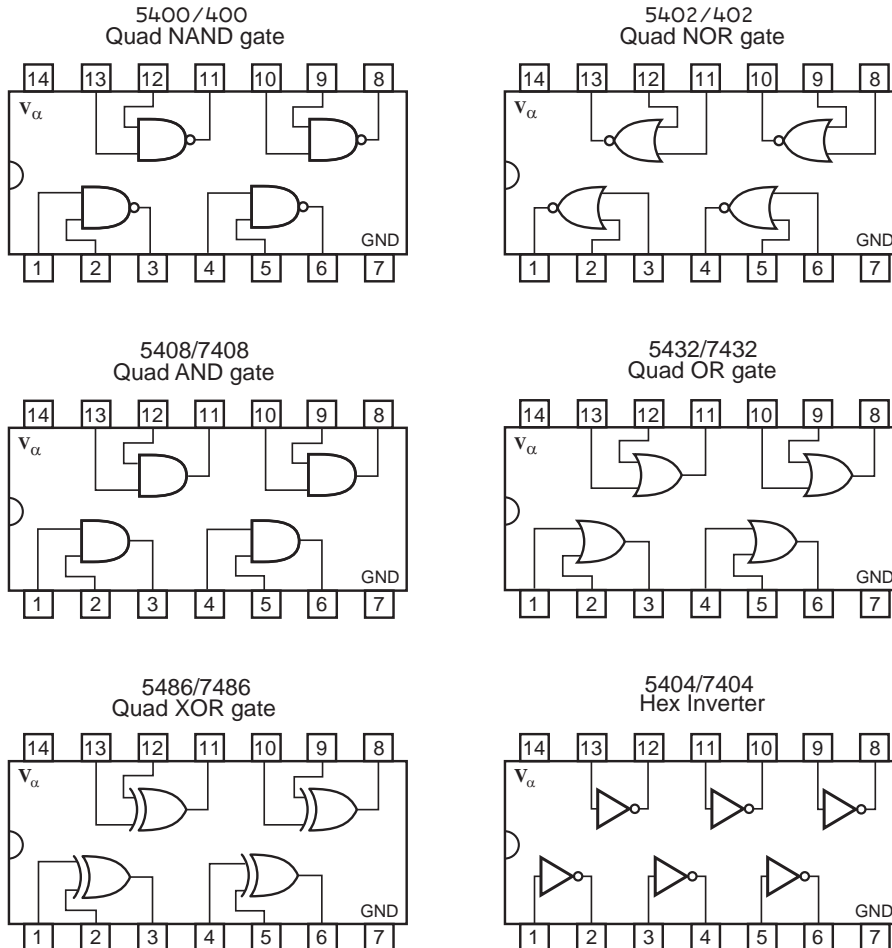 5400/400
Quad NAND gate
14 13 12 11 10 9 8
Vα
GND
1 2 3 4 5 6 7
5402/402
Quad NOR gate
14 13 12 11 10 9 8
Vα
GND
1 2 3 4 5 6 7
5408/7408
Quad AND gate
14 13 12 11 10 9 8
Vα
GND
1 2 3 4 5 6 7
5432/7432
Quad OR gate
14 13 12 11 10 9 8
Vα
GND
1 2 3 4 5 6 7
5486/7486
Quad XOR gate
14 13 12 11 10 9 8
Vα
GND
1 2 3 4 5 6 7
5404/7404
Hex Inverter
14 13 12 11 10 9 8
Vα
GND
1 2 3 4 5 6 7